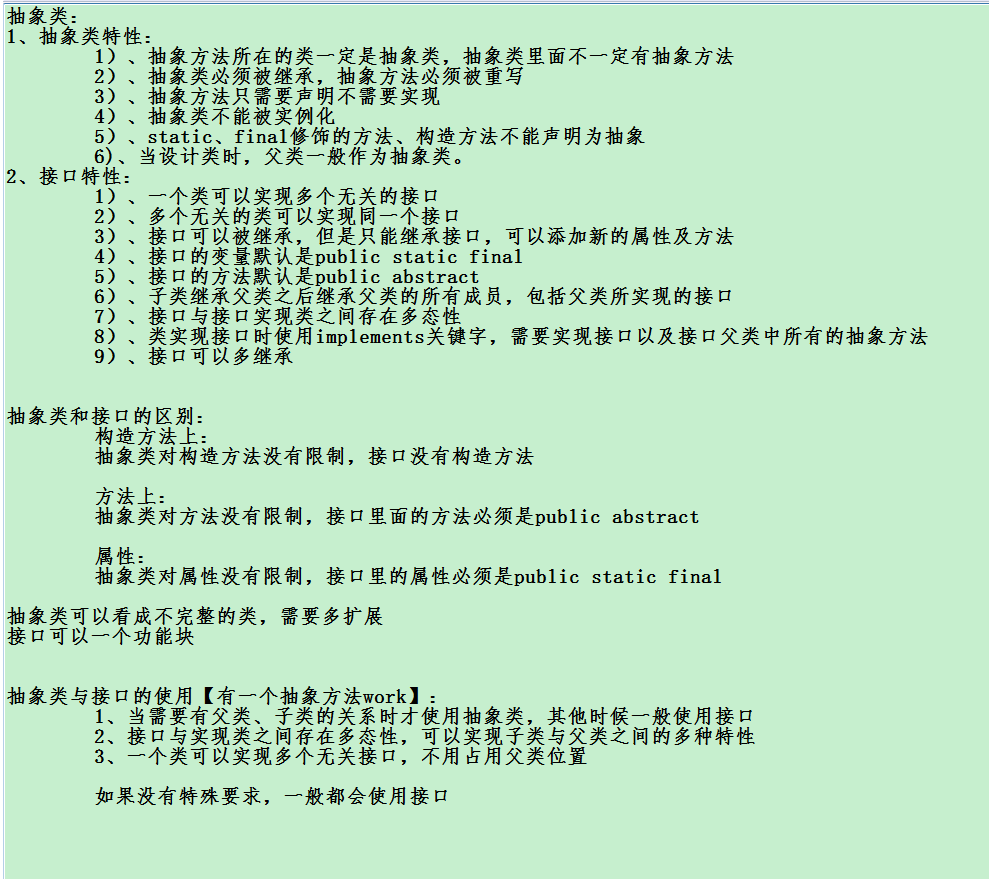 抽象类:
1、抽象类特性:
1）、抽象方法所在的类一定是抽象类，抽象类里面不一定有抽象方法
2）、抽象类必须被继承，抽象方法必须被重写
3）、抽象方法只需要声明不需要实现
4）、抽象类不能被实例化
5）、static、final修饰的方法、构造方法不能声明为抽象
6)、当设计类时，父类一般作为抽象类。
2、接口特性:
1）、一个类可以实现多个无关的接口
2）、多个无关的类可以实现同一个接口
3）、接口可以被继承，但是只能继承接口，可以添加新的属性及方法
4）、接口的变量默认是public static final
5）、接口的方法默认是public abstract
6）、子类继承父类之后继承父类的所有成员，包括父类所实现的接口
7）、接口与接口实现类之间存在多态性
8）、类实现接口时使用implements关键字，需要实现接口以及接口父类中所有的抽象方法
9）、接口可以多继承
抽象类和接口的区别:
构造方法上:
抽象类对构造方法没有限制，接口没有构造方法
方法上:
抽象类对方法没有限制，接口里面的方法必须是public abstract
属性:
抽象类对属性没有限制，接口里的属性必须是public static final
抽象类可以看成不完整的类，需要多扩展
接口可以一个功能块
抽象类与接口的使用【有一个抽象方法work】:
1、当需要有父类、子类的关系时才使用抽象类，其他时候一般使用接口
2、接口与实现类之间存在多态性，可以实现子类与父类之间的多种特性
3、一个类可以实现多个无关接口，不用占用父类位置
如果没有特殊要求，一般都会使用接口